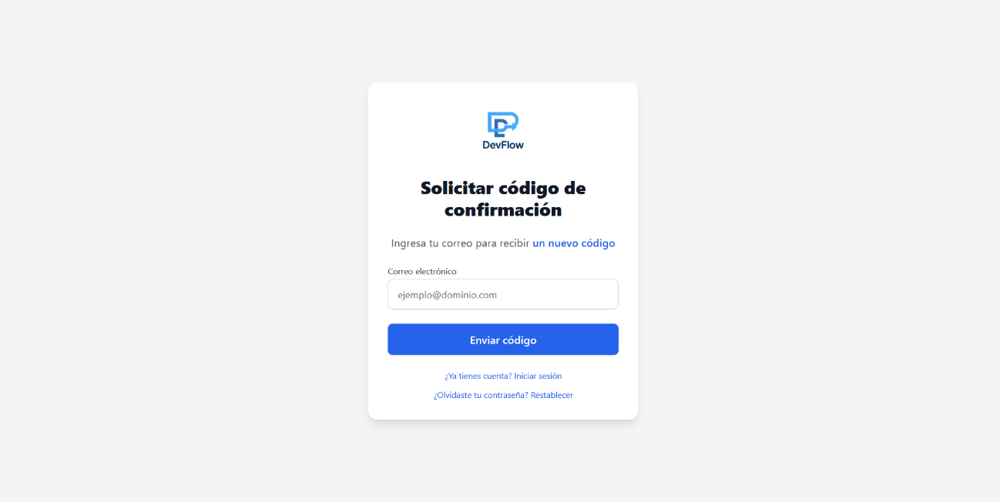 DevFlow
Solicitar código de
confirmación
Ingresa tu correo para recibir un nuevo código
Correo electrónico
ejemplo@dominio.com
Enviar código
¿Ya tienes cuenta? Iniciar sesión
¿Olvidaste tu contraseña? Restablecer